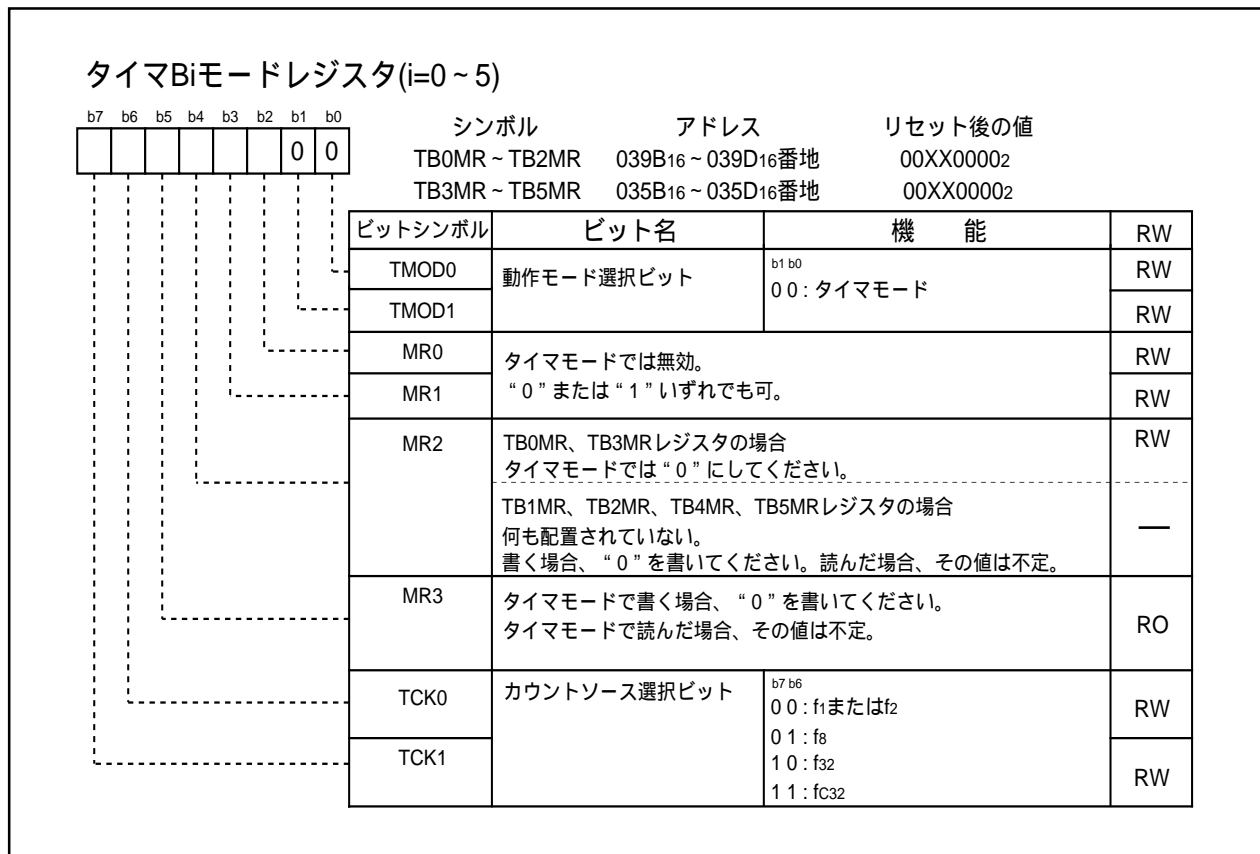 タイマBiモードレジスタ(i=0～5)
b7 b6 b5 b4 b3 b2 b1 b0
0 0
シンボル アドレス リセット後の値
TB0MR～TB2MR 039B16～039D16番地 00XX00002
TB3MR～TB5MR 035B16～035D16番地 00XX00002
ビットシンボル ビット名 機 能 RW
TMOD0 動作モード選択ビット b1 b0 RW
0 0 : タイマモード
TMOD1 RW
MR0 タイマモードでは無効。 RW
MR1 “0”または“1”いずれでも可。 RW
MR2 TB0MR、TB3MRレジスタの場合 RW
タイマモードでは“0”にしてください。
TB1MR、TB2MR、TB4MR、TB5MRレジスタの場合
何も配置されていない。 —
書く場合、“0”を書いてください。読んだ場合、その値は不定。
MR3 タイマモードで書く場合、“0”を書いてください。
タイマモードで読んだ場合、その値は不定。 RO
TCK0 カウントソース選択ビット b7 b6 RW
0 0 : f1またはf2
0 1 : f8
TCK1 1 0 : f32 RW
1 1 : fC32